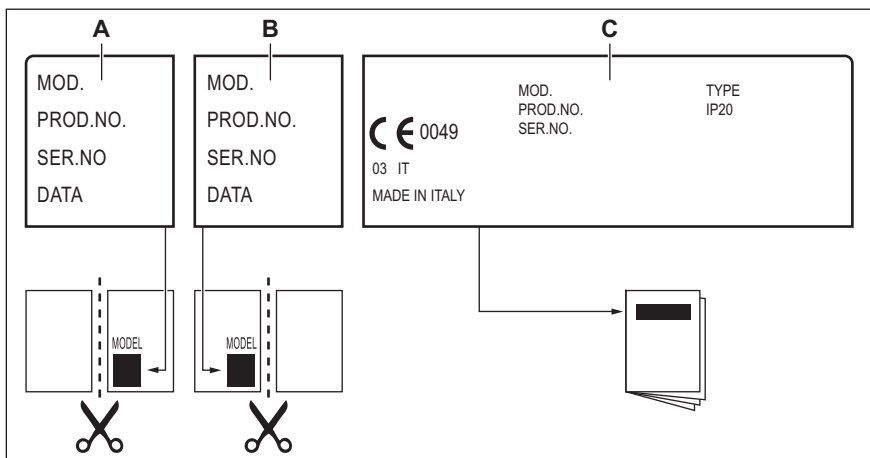 A
B
C
MOD.
PROD.NO.
SER.NO
DATA
MOD.
PROD.NO.
SER.NO
DATA
MOD.
PROD.NO.
SER.NO.
TYPE
IP20
CE 0049
03 IT
MADE IN ITALY
MODEL
MODEL